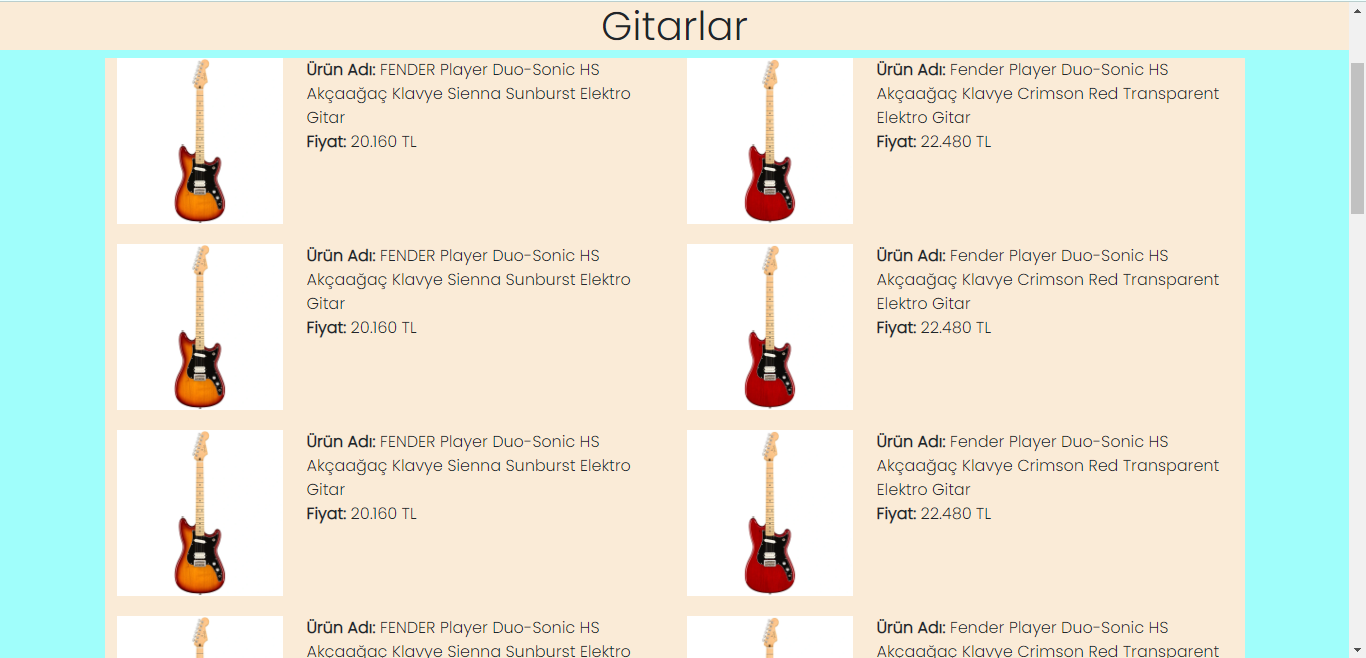 Gitarlar
Ürün Adı: FENDER Player Duo-Sonic HS
Akçaağaç Klavye Sienna Sunburst Elektro
Gitar
Fiyat: 20.160 TL
Ürün Adı: Fender Player Duo-Sonic HS
Akçaağaç Klavye Crimson Red Transparent
Elektro Gitar
Fiyat: 22.480 TL
Ürün Adı: FENDER Player Duo-Sonic HS
Akçaağaç Klavye Sienna Sunburst Elektro
Gitar
Fiyat: 20.160 TL
Ürün Adı: Fender Player Duo-Sonic HS
Akçaağaç Klavye Crimson Red Transparent
Elektro Gitar
Fiyat: 22.480 TL
Ürün Adı: FENDER Player Duo-Sonic HS
Akçaağaç Klavye Sienna Sunburst Elektro
Gitar
Fiyat: 20.160 TL
Ürün Adı: Fender Player Duo-Sonic HS
Akçaağaç Klavye Crimson Red Transparent
Elektro Gitar
Fiyat: 22.480 TL
Ürün Adı: FENDER Player Duo-Sonic HS
Akçaağaç Klavye Sienna Sunburst Elektro
Ürün Adı: Fender Player Duo-Sonic HS
Akçaağaç Klavye Crimson Red Transparent